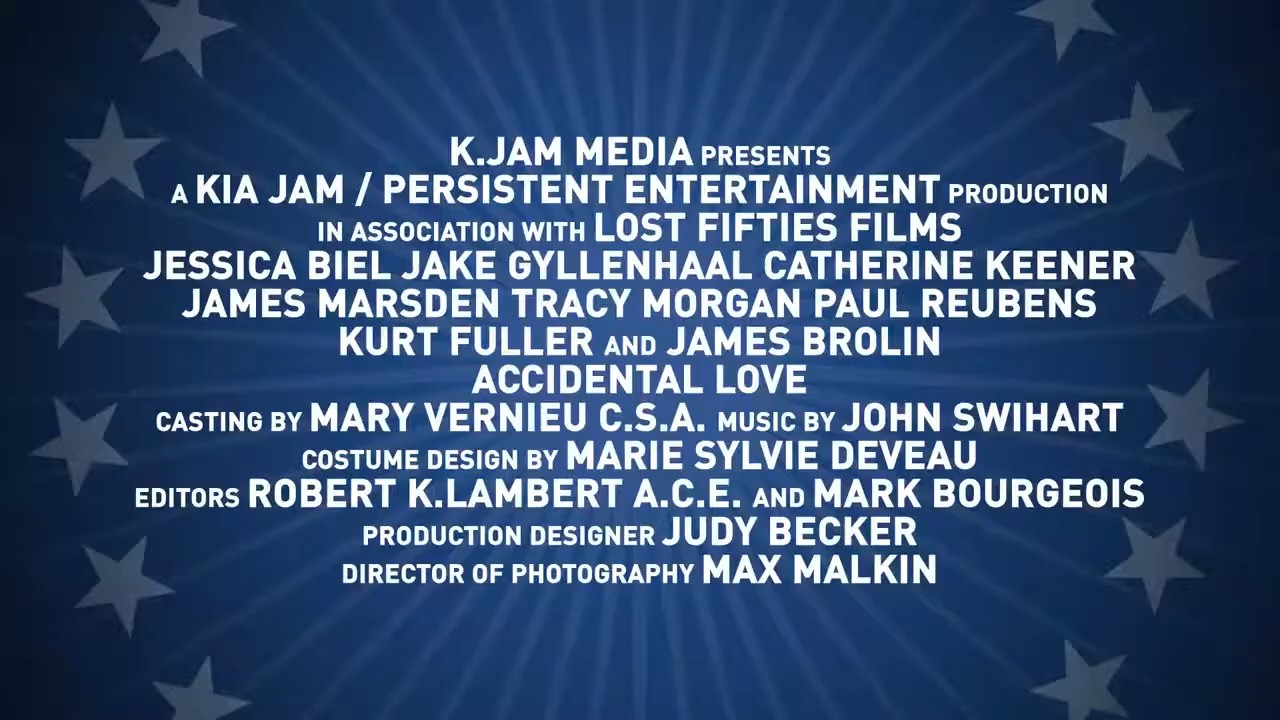 K.JAM MEDIA PRESENTS
A KIA JAM / PERSISTENT ENTERTAINMENT PRODUCTION
IN ASSOCIATION WITH LOST FIFTIES FILMS
JESSICA BIEL JAKE GYLLENHAAL CATHERINE KEENER
JAMES MARSDEN TRACY MORGAN PAUL REUBENS
KURT FULLER AND JAMES BROLIN
ACCIDENTAL LOVE
CASTING BY MARY VERNIEU C.S.A. MUSIC BY JOHN SWIHART
COSTUME DESIGN BY MARIE SYLVIE DEVEAU
EDITORS ROBERT K.LAMBERT A.C.E. AND MARK BOURGEOIS
PRODUCTION DESIGNER JUDY BECKER
DIRECTOR OF PHOTOGRAPHY MAX MALKIN